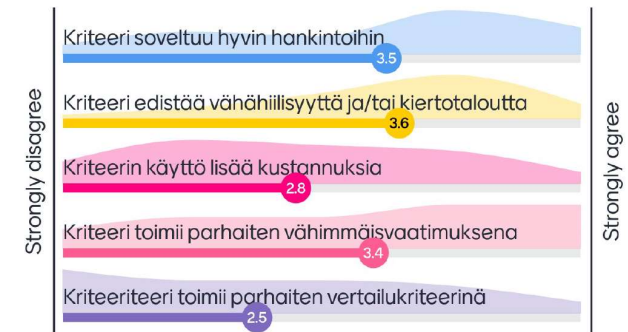 Strongly disagree
Kriteeri soveltuu hyvin hankintoihin
3.5
Kriteeri edistää vähähiilisyyttä ja/tai kiertotaloutta
3.6
Kriteerin käyttö lisää kustannuksia
2.8
Kriteeri toimii parhaiten vähimmäisvaatimuksena
3.4
Kriteeriteeri toimii parhaiten vertailukriteerinä
2.5
Strongly agree